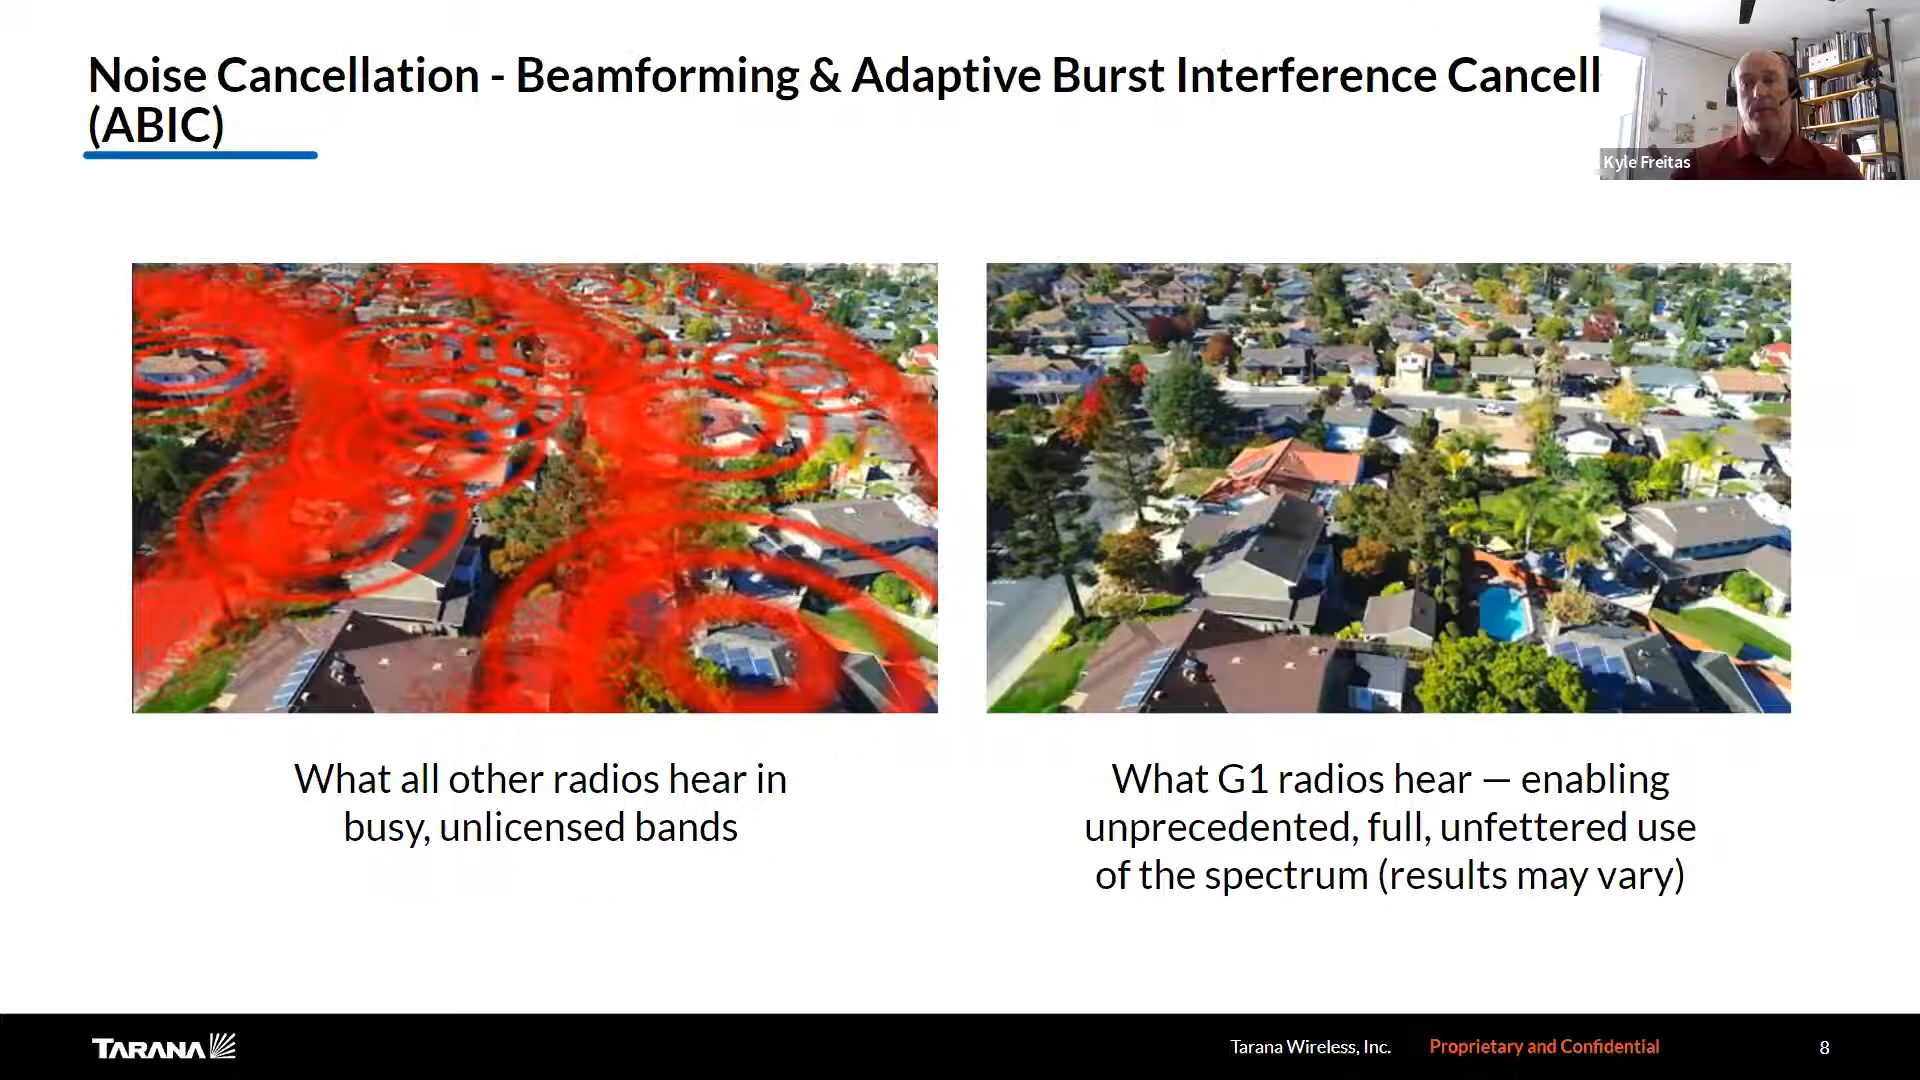 Noise Cancellation - Beamforming & Adaptive Burst Interference Cancell
(ABIC)
Kyle Freitas
What all other radios hear in
busy, unlicensed bands
What G1 radios hear — enabling
unprecedented, full, unfettered use
of the spectrum (results may vary)
TARANA
Tarana Wireless, Inc. Proprietary and Confidential 8